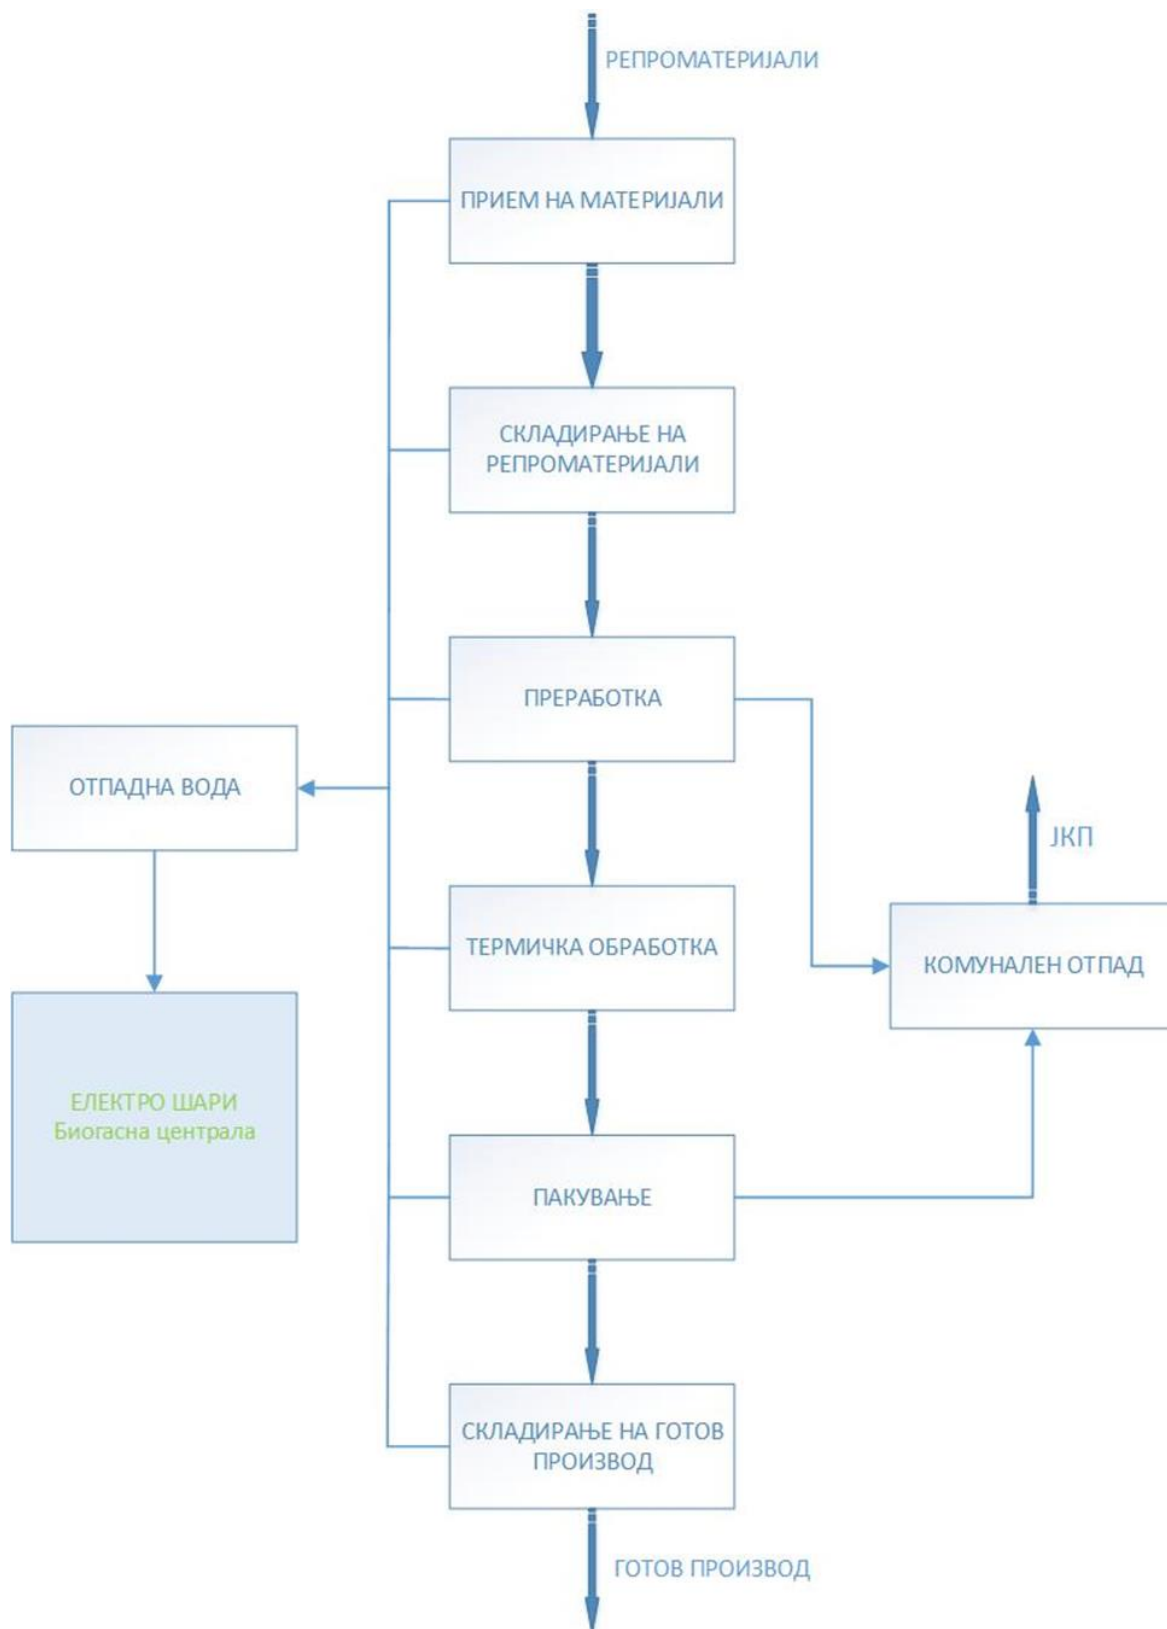 РЕПРОМАТЕРИЈАЛИ
ПРИЕМ НА МАТЕРИЈАЛИ
СКЛАДИРАЊЕ НА
РЕПРОМАТЕРИЈАЛИ
ПРЕРАБОТКА
ОТПАДНА ВОДА
ЈКП
ТЕРМИЧКА ОБРАБОТКА
КОМУНАЛЕН ОТПАД
ЕЛЕКТРО ШАРИ
Биогасна централа
ПАКУВАЊЕ
СКЛАДИРАЊЕ НА ГОТОВ
ПРОИЗВОД
ГОТОВ ПРОИЗВОД